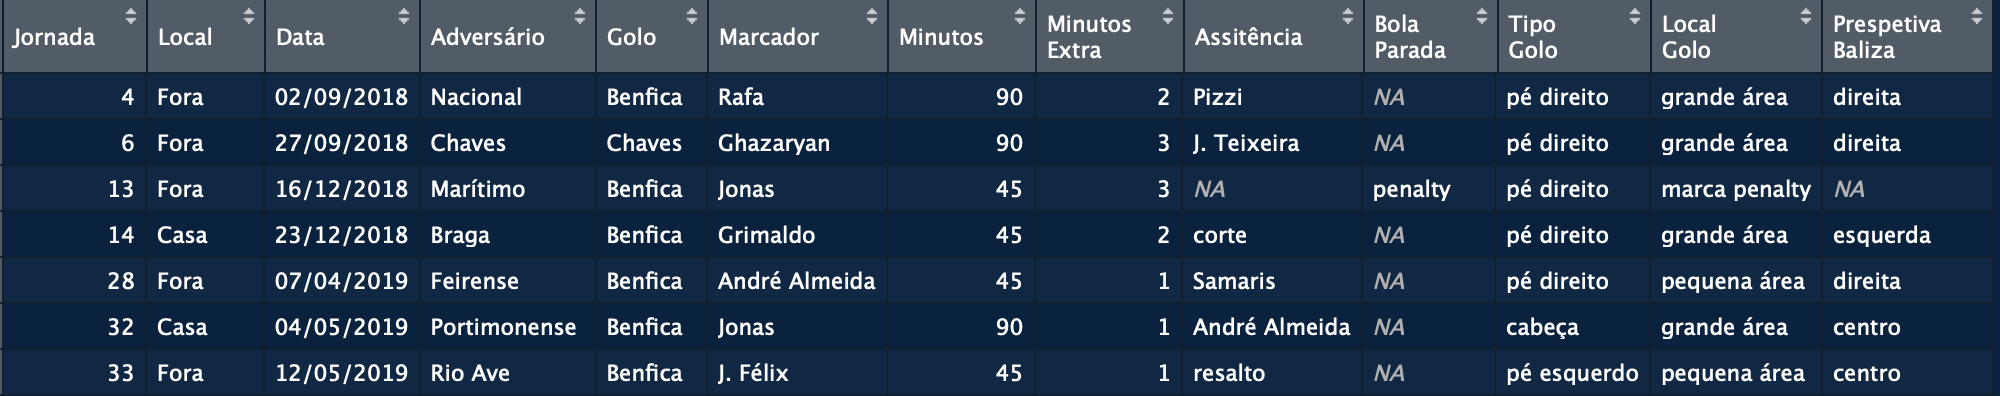 Jornada Local Data Adversário Golo Marcador Minutos Minutos Extra Assitência Bola Parada Tipo Golo Local Golo Prespetiva Baliza
4 Fora 02/09/2018 Nacional Benfica Rafa 90 2 Pizzi NA pé direito grande área direita
6 Fora 27/09/2018 Chaves Chaves Ghazaryan 90 3 J. Teixeira NA pé direito grande área direita
13 Fora 16/12/2018 Marítimo Benfica Jonas 45 3 NA penalty pé direito marca penalty NA
14 Casa 23/12/2018 Braga Benfica Grimaldo 45 2 corte NA pé direito grande área esquerda
28 Fora 07/04/2019 Feirense Benfica André Almeida 45 1 Samaris NA pé direito pequena área direita
32 Casa 04/05/2019 Portimonense Benfica Jonas 90 1 André Almeida NA cabeça grande área centro
33 Fora 12/05/2019 Rio Ave Benfica J. Félix 45 1 resalto NA pé esquerdo pequena área centro